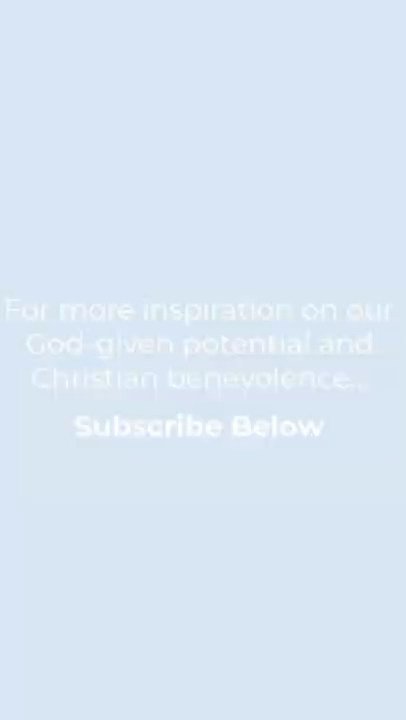 For more inspiration on our
God-given potential and
Christian benevolence...
Subscribe Below